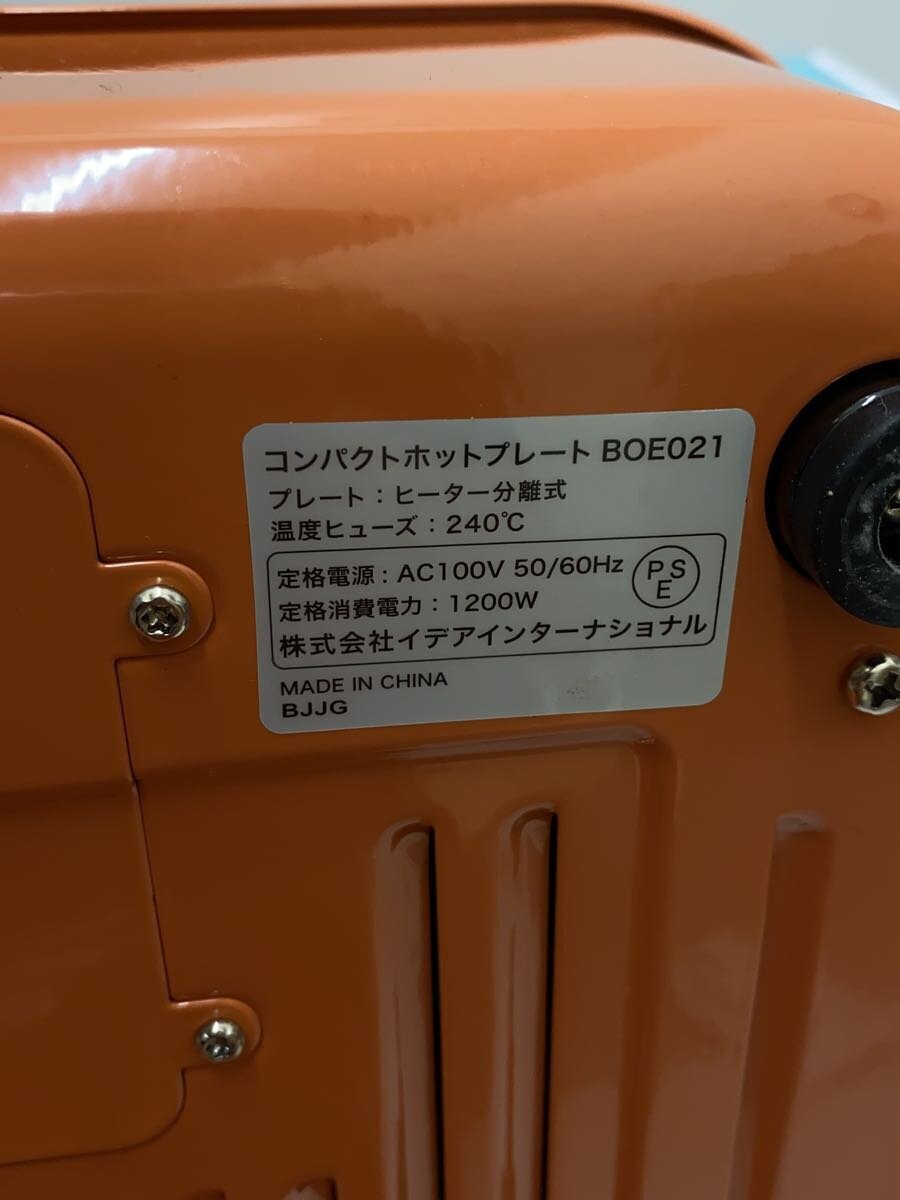 コンパクトホットプレート BOE021
プレート：ヒーター分離式
温度ヒューズ：240℃
定格電源：AC100V 50/60Hz
PSE
定格消費電力：1200W
株式会社イデアインターナショナル
MADE IN CHINA
BJJG